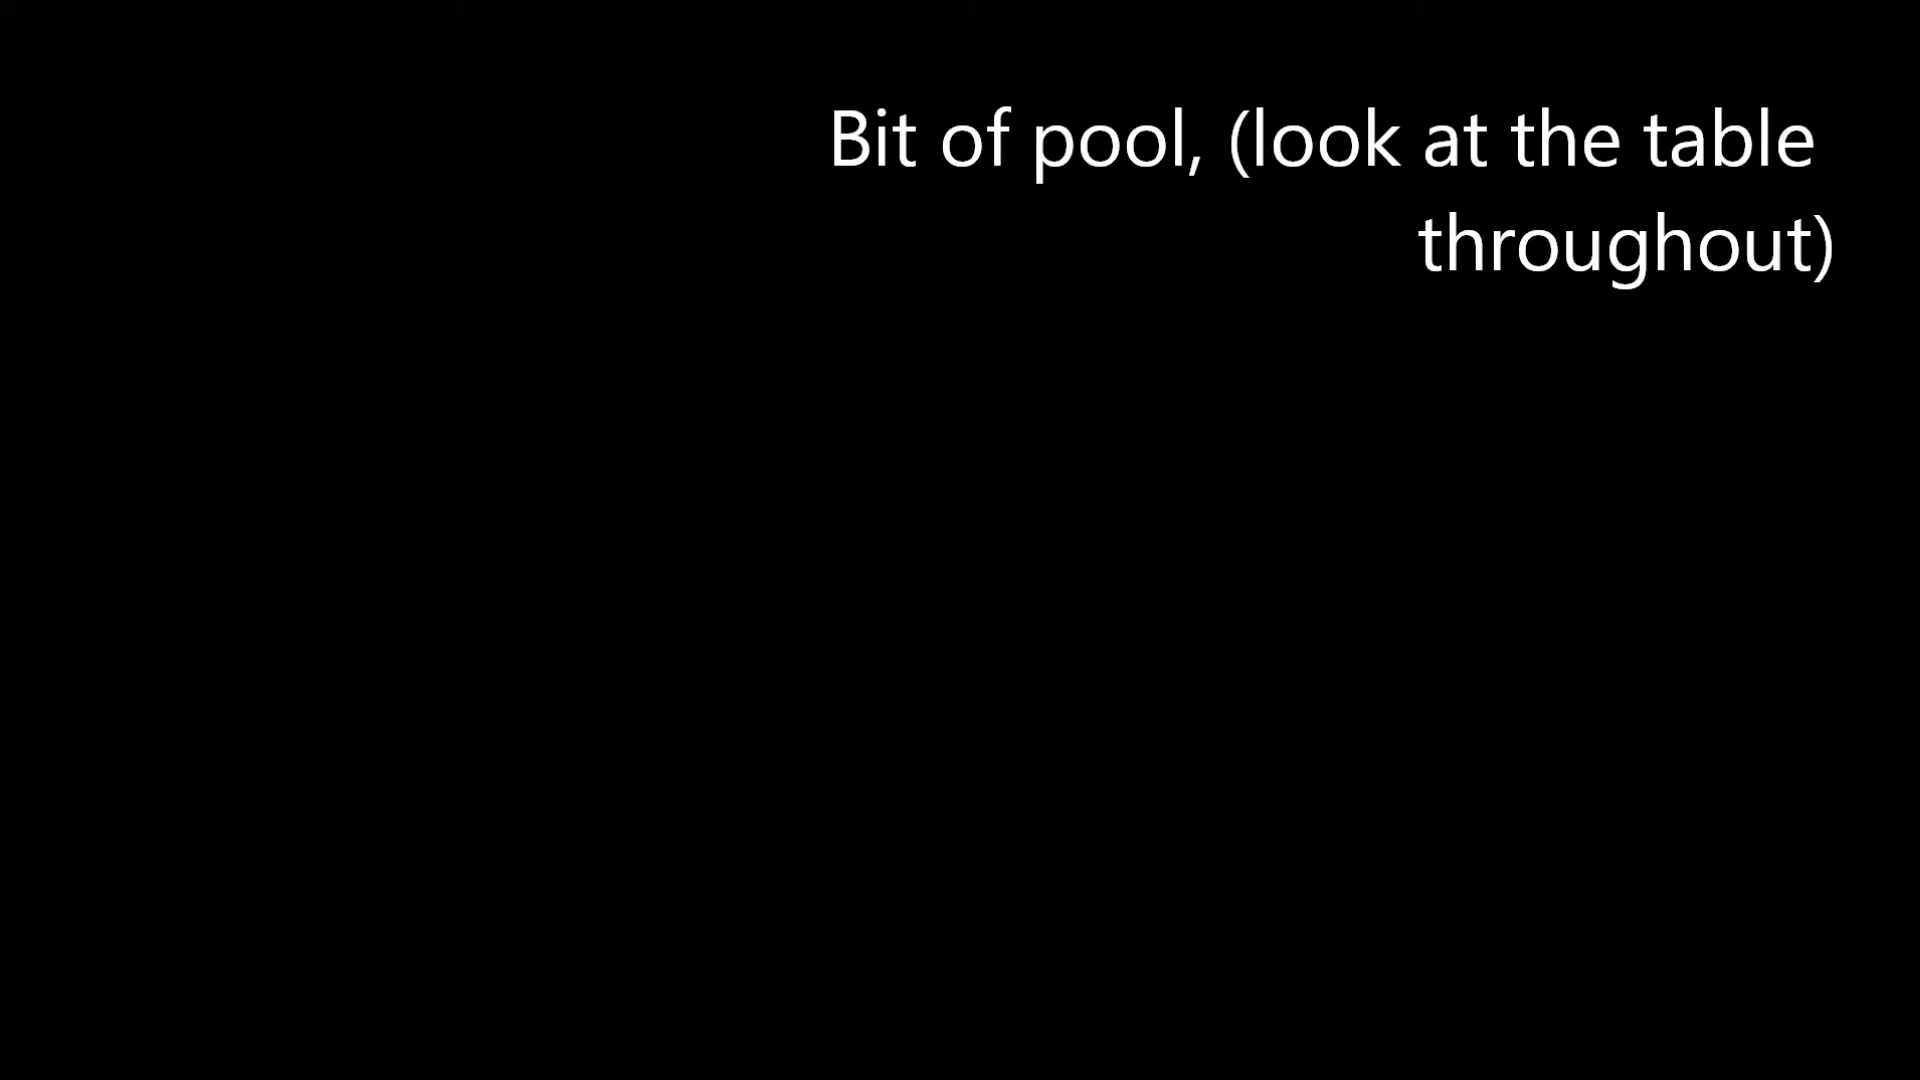 Bit of pool, (look at the table
throughout)